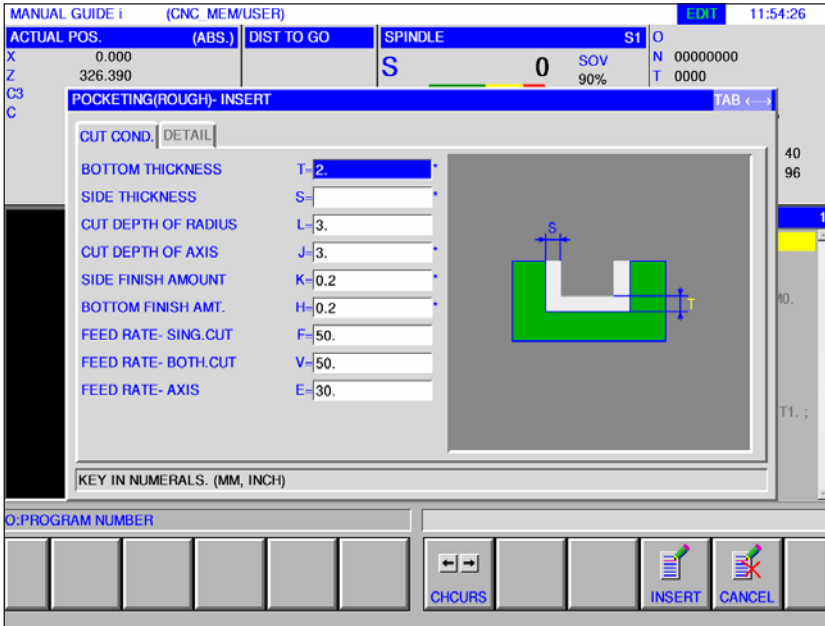 MANUAL GUIDE i (CNC_MEM/USER) EDIT 11:54:26
ACTUAL POS. (ABS.) DIST TO GO SPINDLE S1 O
X 0.000 S 0 SOV N 00000000
Z 326.390 90% T 0000
C3
C
POCKETING(ROUGH)- INSERT TAB ←→
CUT COND. DETAIL
BOTTOM THICKNESS T=2. *
SIDE THICKNESS S= *
CUT DEPTH OF RADIUS L=3.
CUT DEPTH OF AXIS J=3. *
SIDE FINISH AMOUNT K=0.2 *
BOTTOM FINISH AMT. H=0.2 *
FEED RATE- SING.CUT F=50.
FEED RATE- BOTH.CUT V=50.
FEED RATE- AXIS E=30.
S
T
40
96
1
M0.
T1. ;
KEY IN NUMERALS. (MM, INCH)
O:PROGRAM NUMBER
← →
CHCURS INSERT CANCEL